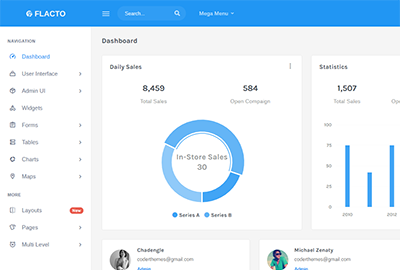 FLACTO
Search...
Mega Menu
NAVIGATION
Dashboard
User Interface
Admin UI
Widgets
Forms
Tables
Charts
Maps
MORE
Layouts New
Pages
Multi Level
Dashboard
Daily Sales
8,459 584
Total Sales Open Compaign
In-Store Sales
30
Series A Series B
Statistics
1,507
Total Sales Open
100
75
50
25
0
2010 2012
Chadengle
coderthemes@gmail.com
Admin
Michael Zenaty
coderthemes@gmail.com
Admin